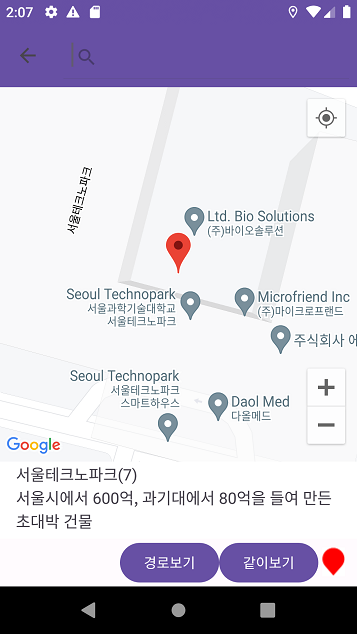 2:07
서울테크노파크
Ltd. Bio Solutions
(주)바이오솔루션
Seoul Technopark
서울과학기술대학교
서울테크노파크
Microfriend Inc
(주)마이크로프랜드
주식회사 에
Seoul Technopark
서울테크노파크
스마트하우스
Daol Med
다올메드
Google
서울테크노파크(7)
서울시에서 600억, 과기대에서 80억을 들여 만든
초대박 건물
경로보기
같이보기